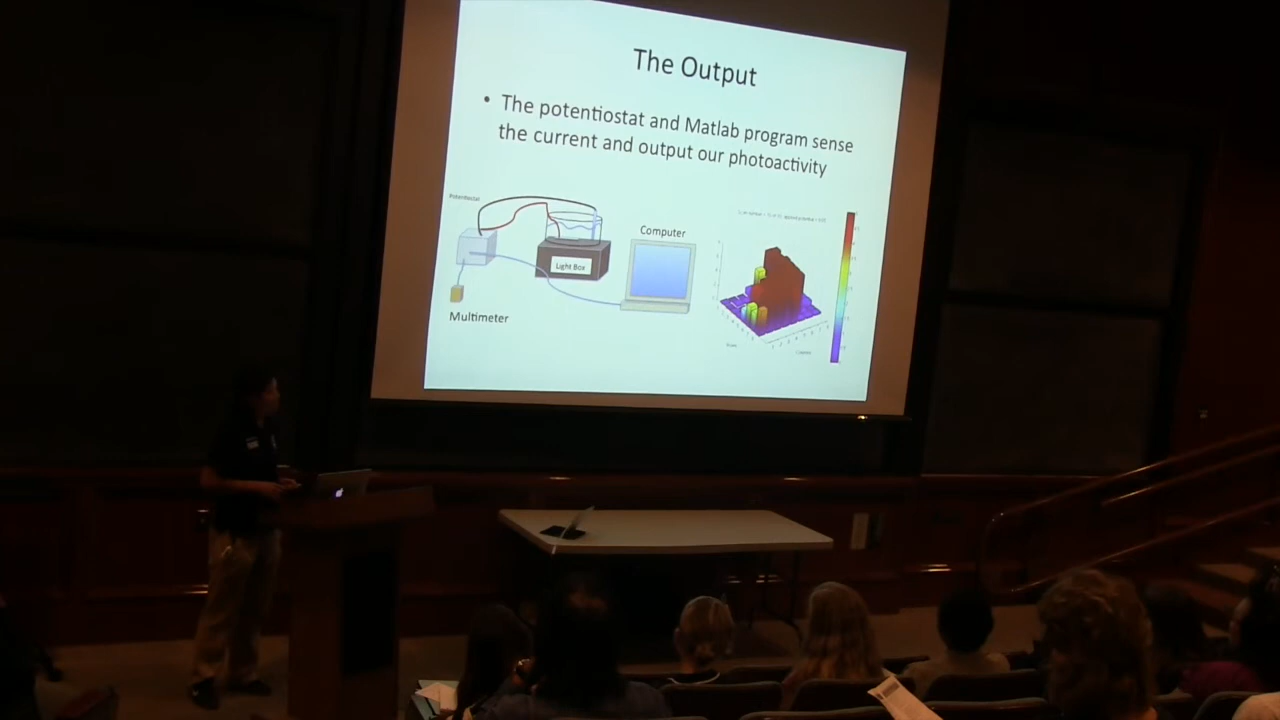 The Output
• The potentiostat and Matlab program sense
the current and output our photoactivity
Potentiostat
Computer
Light Box
Multimeter